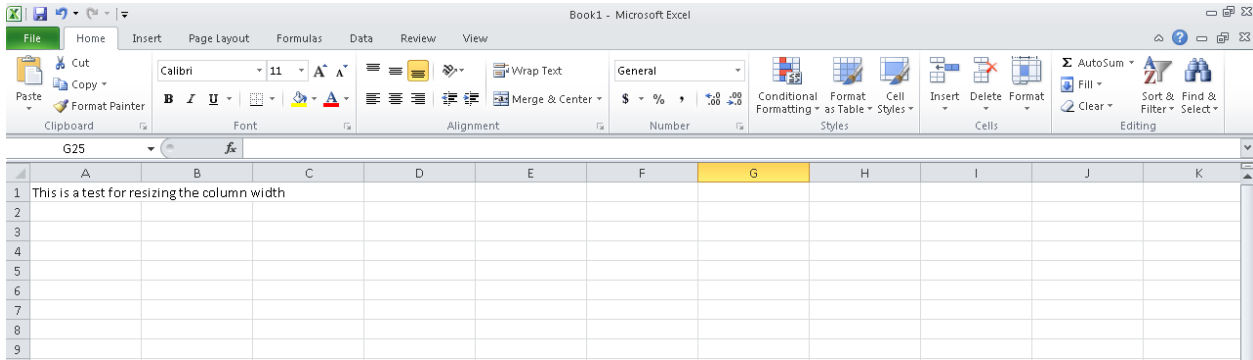 Book1 - Microsoft Excel
File Home Insert Page Layout Formulas Data Review View
Paste
Cut
Copy
Format Painter
Clipboard
Calibri 11 A A
B I U A
Font
Wrap Text
Merge & Center
Alignment
General
$ % , .00 .00
Number
Conditional Formatting
Format as Table
Cell Styles
Styles
Insert Delete Format
Cells
Σ AutoSum
Fill
Clear
Sort & Filter
Find & Select
Editing
G25 fx
A B C D E F G H I J K
1 This is a test for resizing the column width
2
3
4
5
6
7
8
9